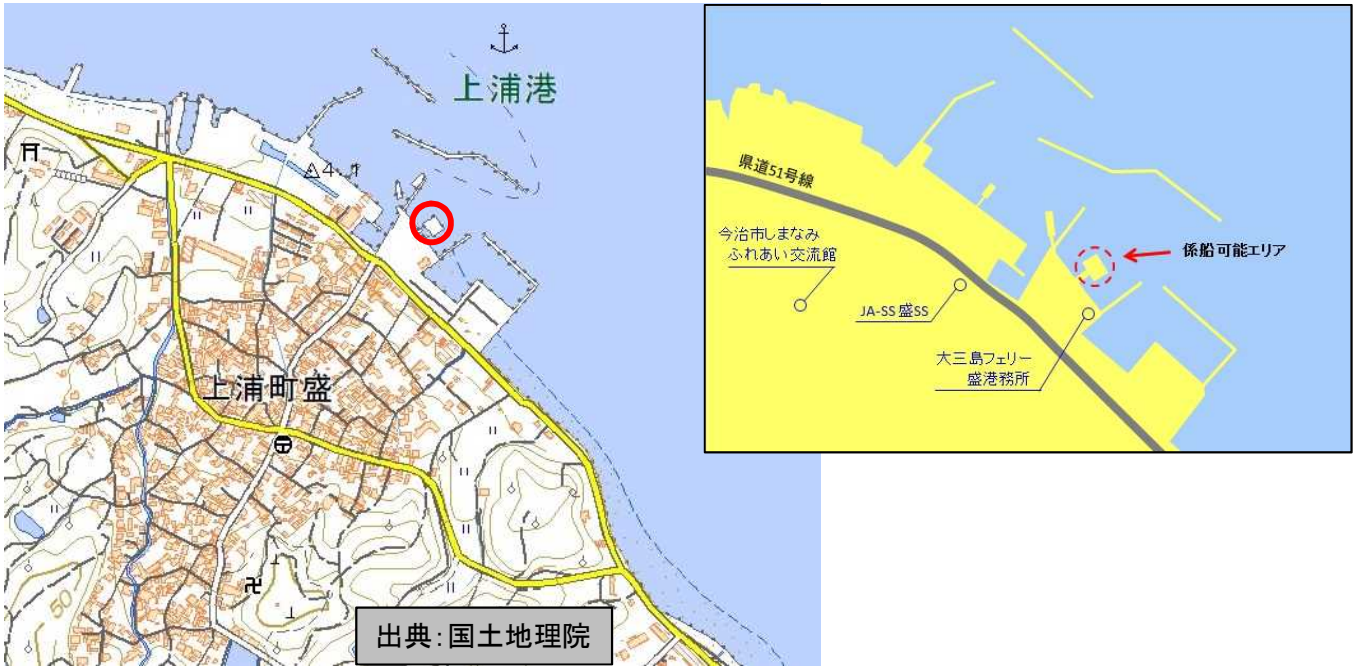 上浦港
4
上浦町盛
50
出典：国土地理院
県道51号線
今治市しまなみ
ふれあい交流館
JA-SS 盛SS
大三島フェリー
盛港務所
係船可能エリア